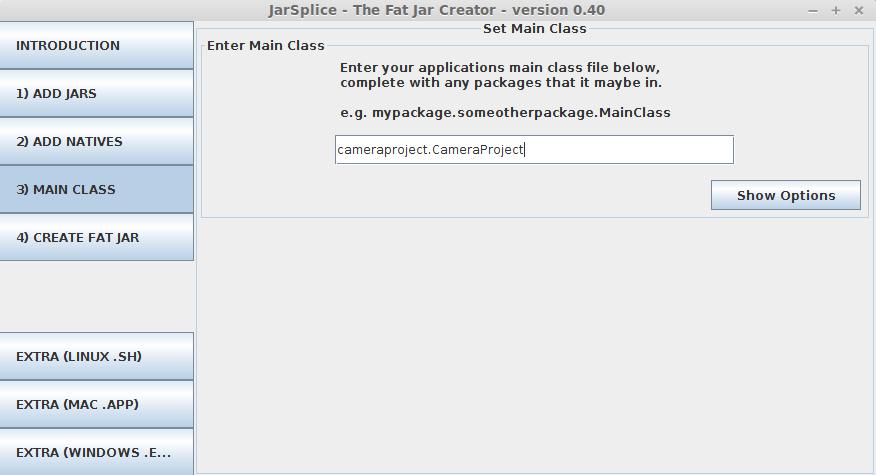 JarSplice - The Fat Jar Creator - version 0.40
INTRODUCTION
1) ADD JARS
2) ADD NATIVES
3) MAIN CLASS
4) CREATE FAT JAR
EXTRA (LINUX .SH)
EXTRA (MAC .APP)
EXTRA (WINDOWS .E...
Set Main Class
Enter Main Class
Enter your applications main class file below,
complete with any packages that it maybe in.
e.g. mypackage.someotherpackage.MainClass
cameraproject.CameraProject
Show Options